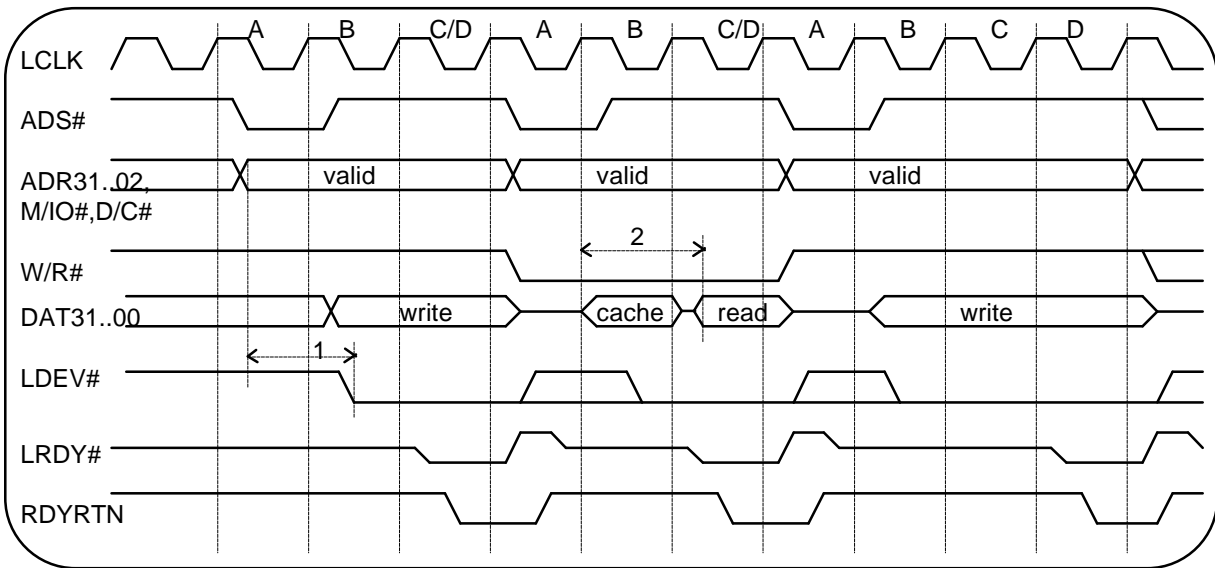 A B C/D A B C/D A B C D
LCLK
ADS#
ADR31..02, valid valid valid
M/IO#,D/C#
2
W/R#
DAT31..00 write cache read write
1
LDEV#
LRDY#
RDYRTN